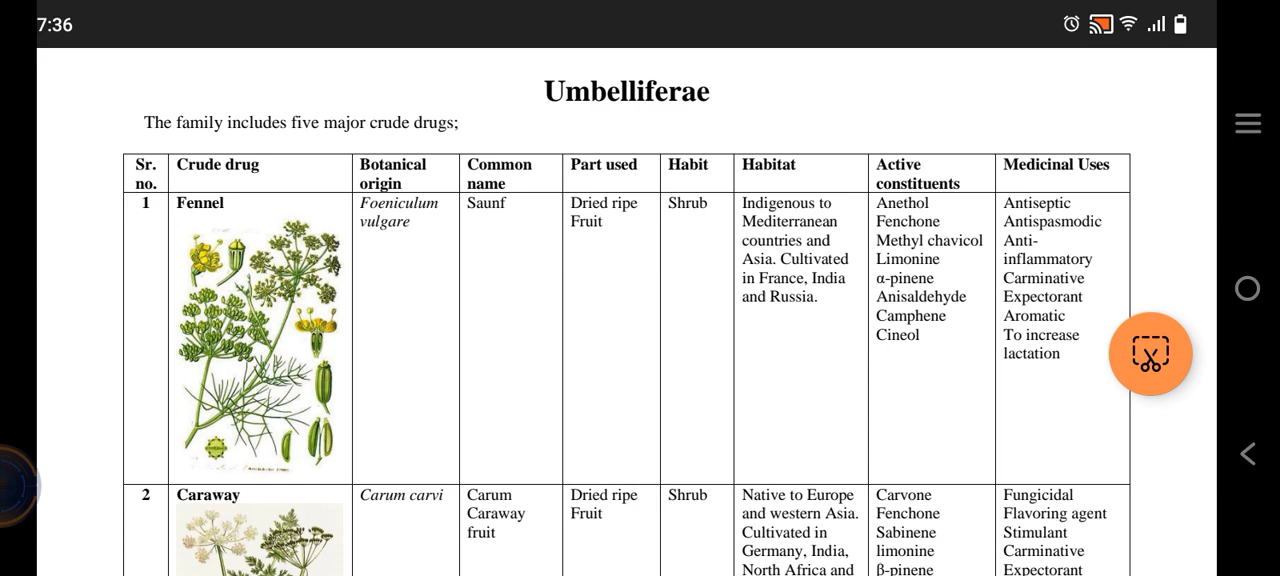 7:36
Umbelliferae
The family includes five major crude drugs;
Sr. no.
Crude drug
Botanical origin
Common name
Part used
Habit
Habitat
Active constituents
Medicinal Uses
1
Fennel
Foeniculum
vulgare
Saunf
Dried ripe
Fruit
Shrub
Indigenous to
Mediterranean
countries and
Asia. Cultivated
in France, India
and Russia.
Anethol
Fenchone
Methyl chavicol
Limonine
α-pinene
Anisaldehyde
Camphene
Cineol
Antiseptic
Antispasmodic
Anti-
inflammatory
Carminative
Expectorant
Aromatic
To increase
lactation
2
Caraway
Carum carvi
Carum
Caraway
fruit
Dried ripe
Fruit
Shrub
Native to Europe
and western Asia.
Cultivated in
Germany, India,
North Africa and
Carvone
Fenchone
Sabinene
limonine
β-pinene
Fungicidal
Flavoring agent
Stimulant
Carminative
Expectorant